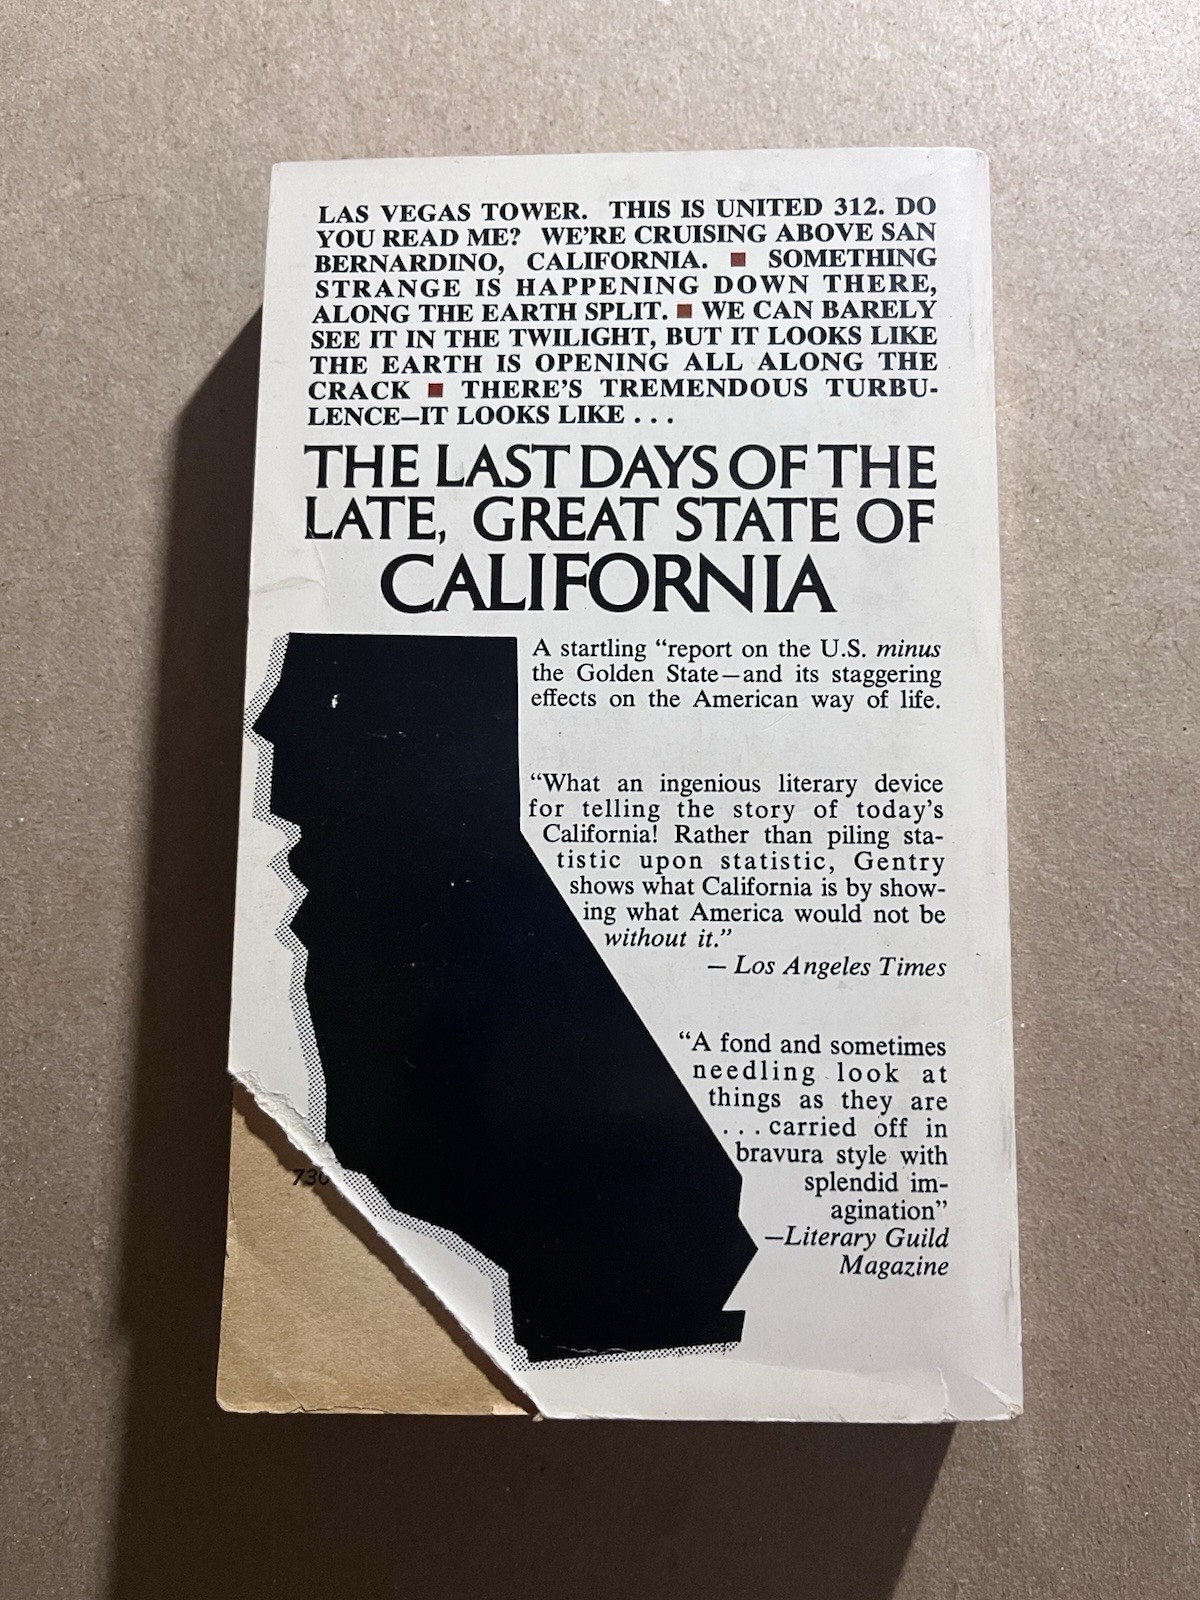 LAS VEGAS TOWER. THIS IS UNITED 312. DO
YOU READ ME? WE'RE CRUISING ABOVE SAN
BERNARDINO, CALIFORNIA. ■ SOMETHING
STRANGE IS HAPPENING DOWN THERE,
ALONG THE EARTH SPLIT. ■ WE CAN BARELY
SEE IT IN THE TWILIGHT, BUT IT LOOKS LIKE
THE EARTH IS OPENING ALL ALONG THE
CRACK ■ THERE'S TREMENDOUS TURBU-
LENCE—IT LOOKS LIKE . . .
THE LAST DAYS OF THE
LATE, GREAT STATE OF
CALIFORNIA
A startling “report on the U.S. minus
the Golden State—and its staggering
effects on the American way of life.
“What an ingenious literary device
for telling the story of today's
California! Rather than piling sta-
tistic upon statistic, Gentry
shows what California is by show-
ing what America would not be
without it.”
— Los Angeles Times
“A fond and sometimes
needling look at
things as they are
. . . carried off in
bravura style with
splendid im-
agination”
—Literary Guild
Magazine